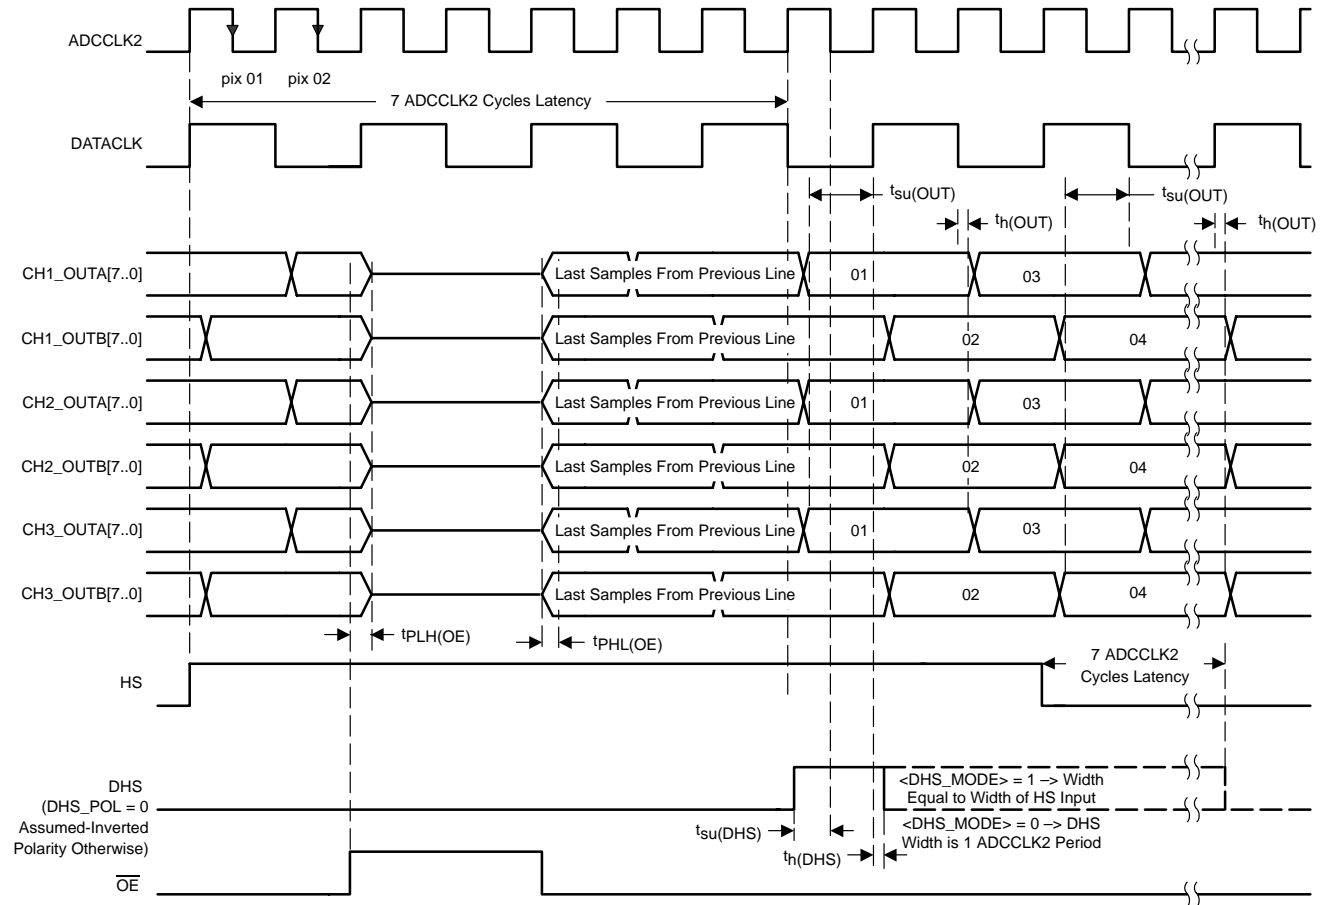 ADCCLK2
pix 01
pix 02
7 ADCCLK2 Cycles Latency
DATACLK
tsu(OUT)
tsu(OUT)
th(OUT)
th(OUT)
CH1_OUTA[7..0]
Last Samples From Previous Line
01
03
CH1_OUTB[7..0]
Last Samples From Previous Line
02
04
CH2_OUTA[7..0]
Last Samples From Previous Line
01
03
CH2_OUTB[7..0]
Last Samples From Previous Line
02
04
CH3_OUTA[7..0]
Last Samples From Previous Line
01
03
CH3_OUTB[7..0]
Last Samples From Previous Line
02
04
tPLH(OE)
tPHL(OE)
7 ADCCLK2
Cycles Latency
HS
DHS
(DHS_POL = 0
Assumed-Inverted
Polarity Otherwise)
<DHS_MODE> = 1 –> Width
Equal to Width of HS Input
<DHS_MODE> = 0 –> DHS
Width is 1 ADCCLK2 Period
tsu(DHS)
th(DHS)
OE